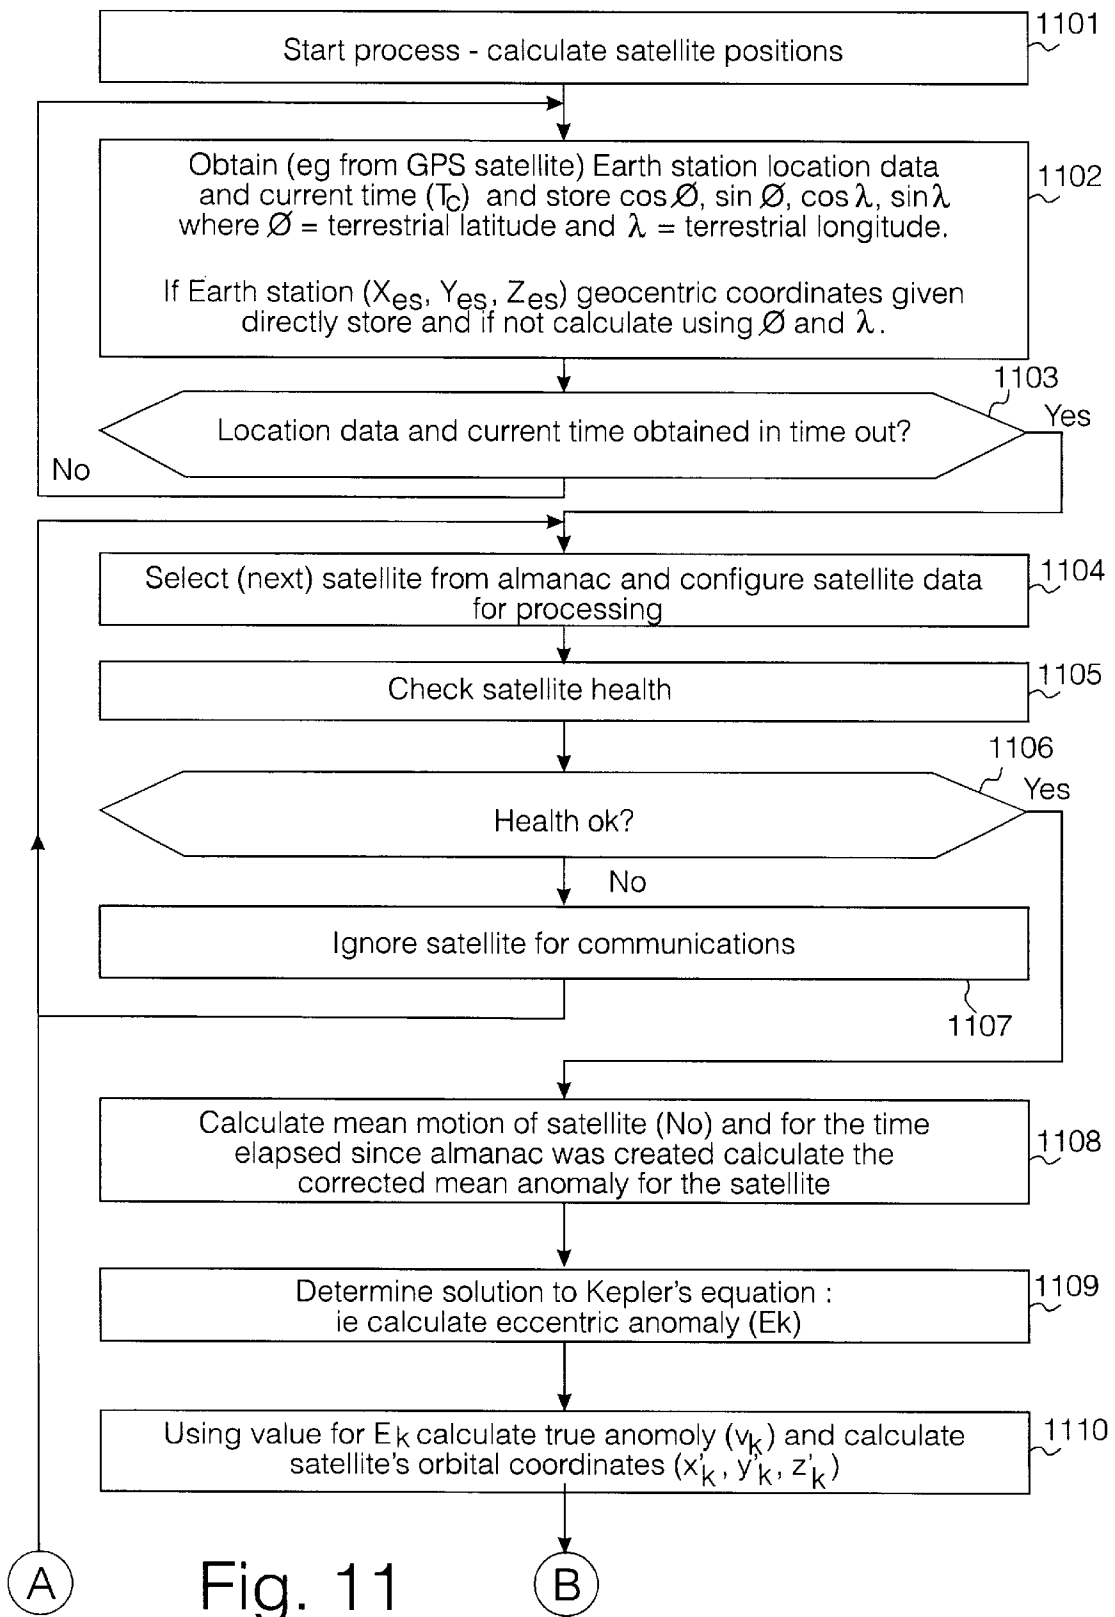 1101
Start process - calculate satellite positions
Obtain (eg from GPS satellite) Earth station location data
and current time (Tc) and store cosØ, sin Ø, cosλ, sinλ
where Ø = terrestrial latitude and λ = terrestrial longitude.
1102
If Earth station (Xes, Yes, Zes) geocentric coordinates given
directly store and if not calculate using Ø and λ.
1103
Location data and current time obtained in time out?
Yes
No
Select (next) satellite from almanac and configure satellite data
for processing
1104
Check satellite health
1105
1106
Yes
Health ok?
No
Ignore satellite for communications
1107
Calculate mean motion of satellite (No) and for the time
elapsed since almanac was created calculate the
corrected mean anomaly for the satellite
1108
Determine solution to Kepler's equation :
ie calculate eccentric anomaly (Ek)
1109
Using value for Ek calculate true anomoly (vk) and calculate
satellite's orbital coordinates (x'k, y'k, z'k)
1110
A
Fig. 11
B